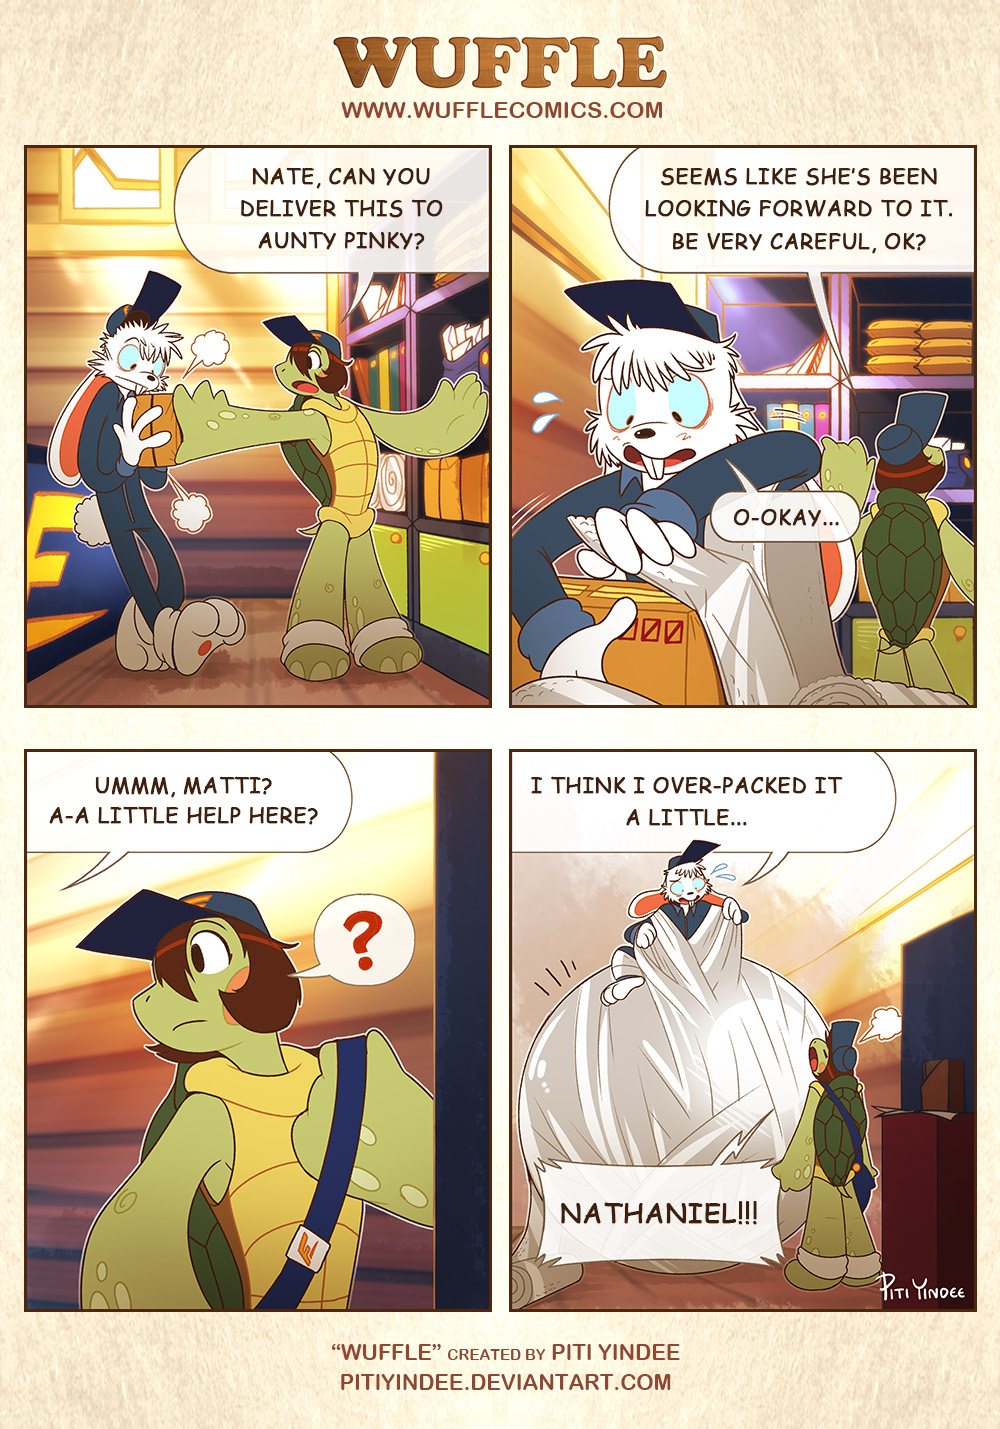 WUFFLE
WWW.WUFFLECOMICS.COM
NATE, CAN YOU
DELIVER THIS TO
AUNTY PINKY?
SEEMS LIKE SHE'S BEEN
LOOKING FORWARD TO IT.
BE VERY CAREFUL, OK?
O-OKAY...
UMMM, MATTI?
A-A LITTLE HELP HERE?
?
I THINK I OVER-PACKED IT
A LITTLE...
NATHANIEL!!!
PITI YINDEE
"WUFFLE" CREATED BY PITI YINDEE
PITIYINDEE.DEVIANTART.COM